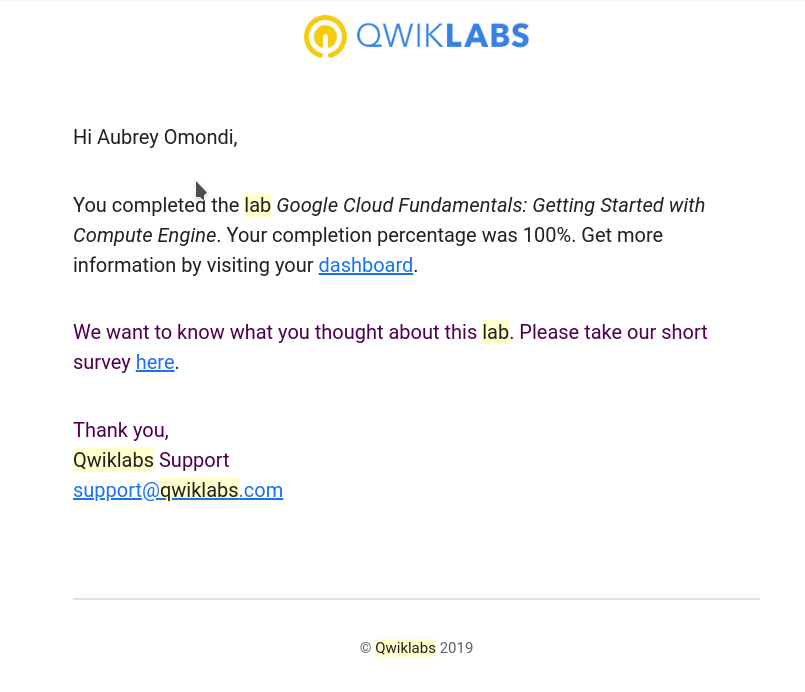 QWIKLABS
Hi Aubrey Omondi,
You completed the lab Google Cloud Fundamentals: Getting Started with
Compute Engine. Your completion percentage was 100%. Get more
information by visiting your dashboard.
We want to know what you thought about this lab. Please take our short
survey here.
Thank you,
Qwiklabs Support
support@qwiklabs.com
© Qwiklabs 2019